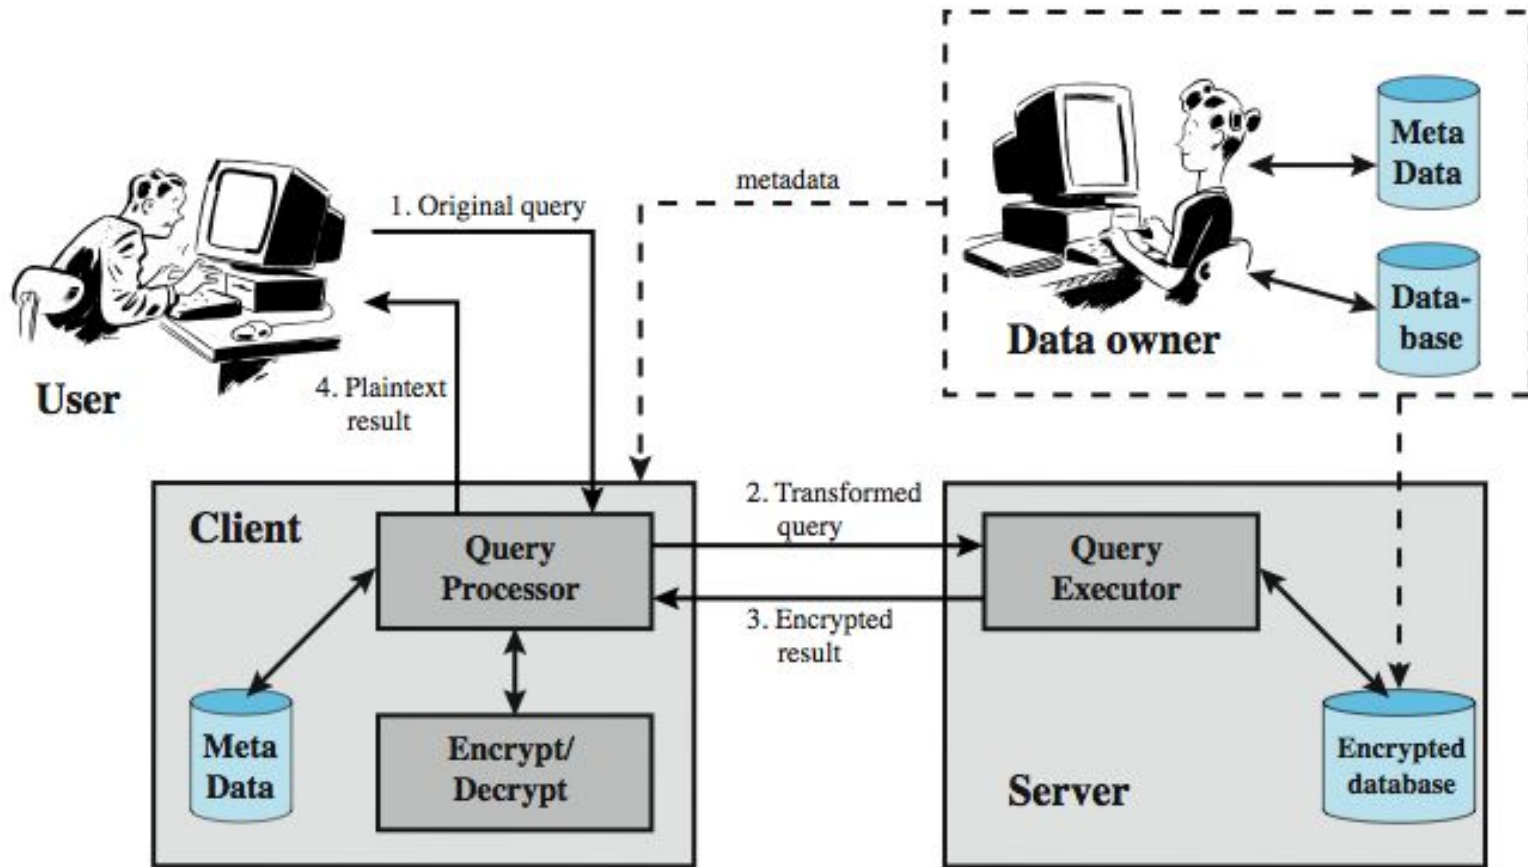 Meta
Data
metadata
1. Original query
Data-
base
Data owner
4. Plaintext
result
User
2. Transformed
query
Client
Query
Processor
Query
Executor
3. Encrypted
result
Meta
Data
Encrypt/
Decrypt
Encrypted
database
Server